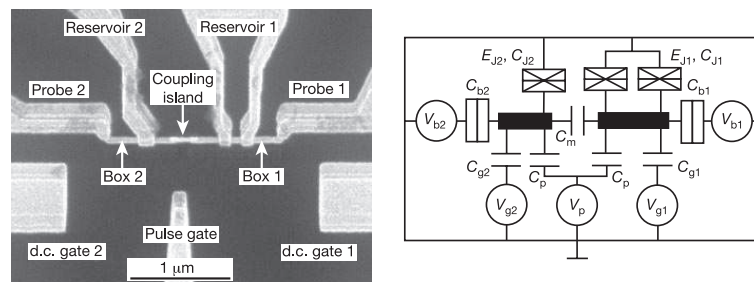 Reservoir 2
Reservoir 1
Probe 2
Coupling
island
Probe 1
Box 2
Box 1
Pulse gate
d.c. gate 2
d.c. gate 1
1 μm
E_J2, C_J2
E_J1, C_J1
C_b2
C_b1
V_b2
V_b1
C_m
C_g2
C_p
C_p
C_g1
V_g2
V_p
V_g1